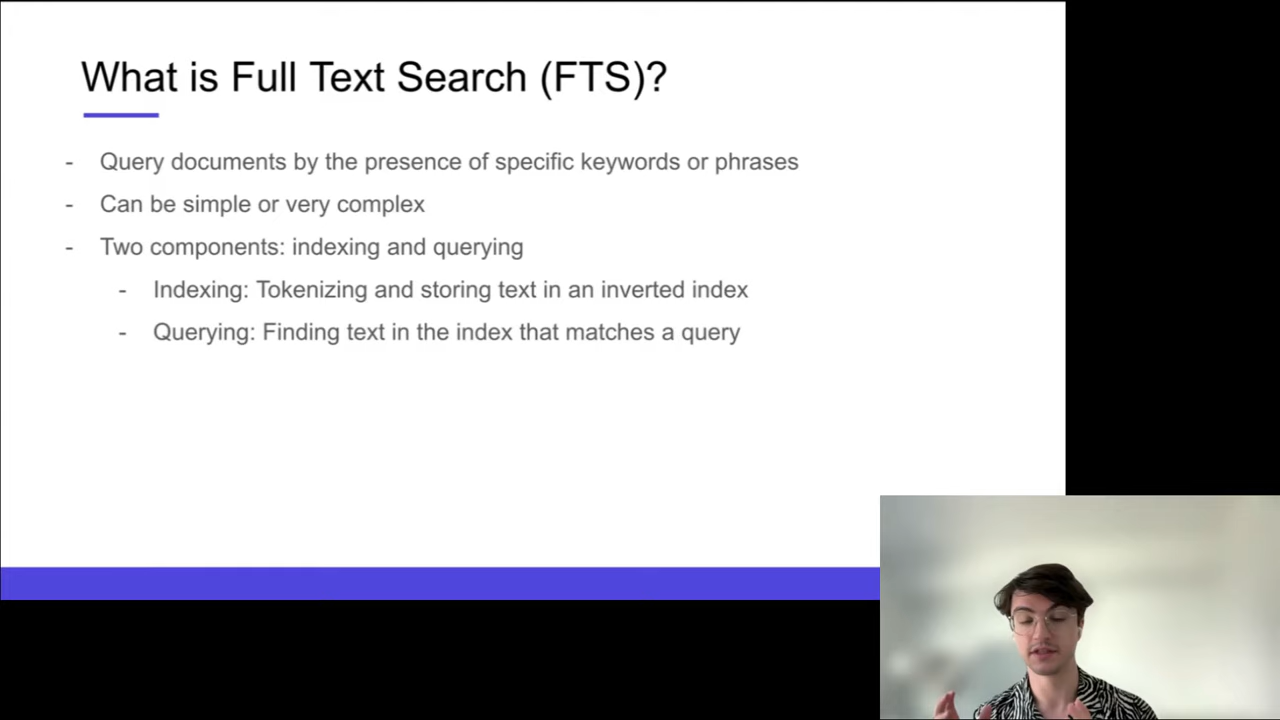 What is Full Text Search (FTS)?
- Query documents by the presence of specific keywords or phrases
- Can be simple or very complex
- Two components: indexing and querying
- Indexing: Tokenizing and storing text in an inverted index
- Querying: Finding text in the index that matches a query